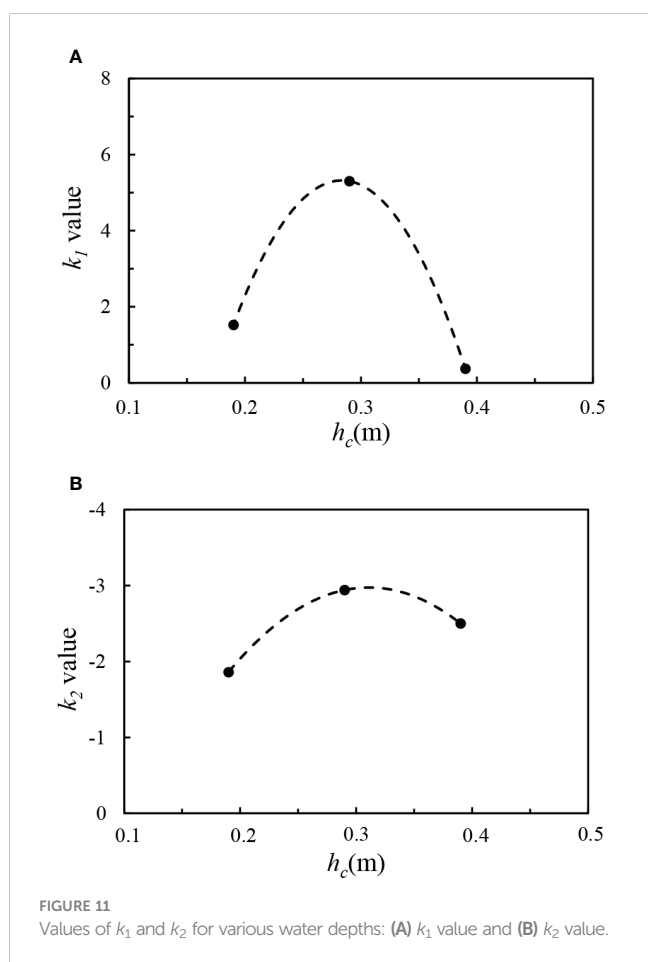 A
8
6
4
2
0
k₁ value
0.1 0.2 0.3 0.4 0.5
h_c(m)
B
-4
-3
-2
-1
0
k₂ value
0.1 0.2 0.3 0.4 0.5
h_c(m)
FIGURE 11
Values of k₁ and k₂ for various water depths: (A) k₁ value and (B) k₂ value.